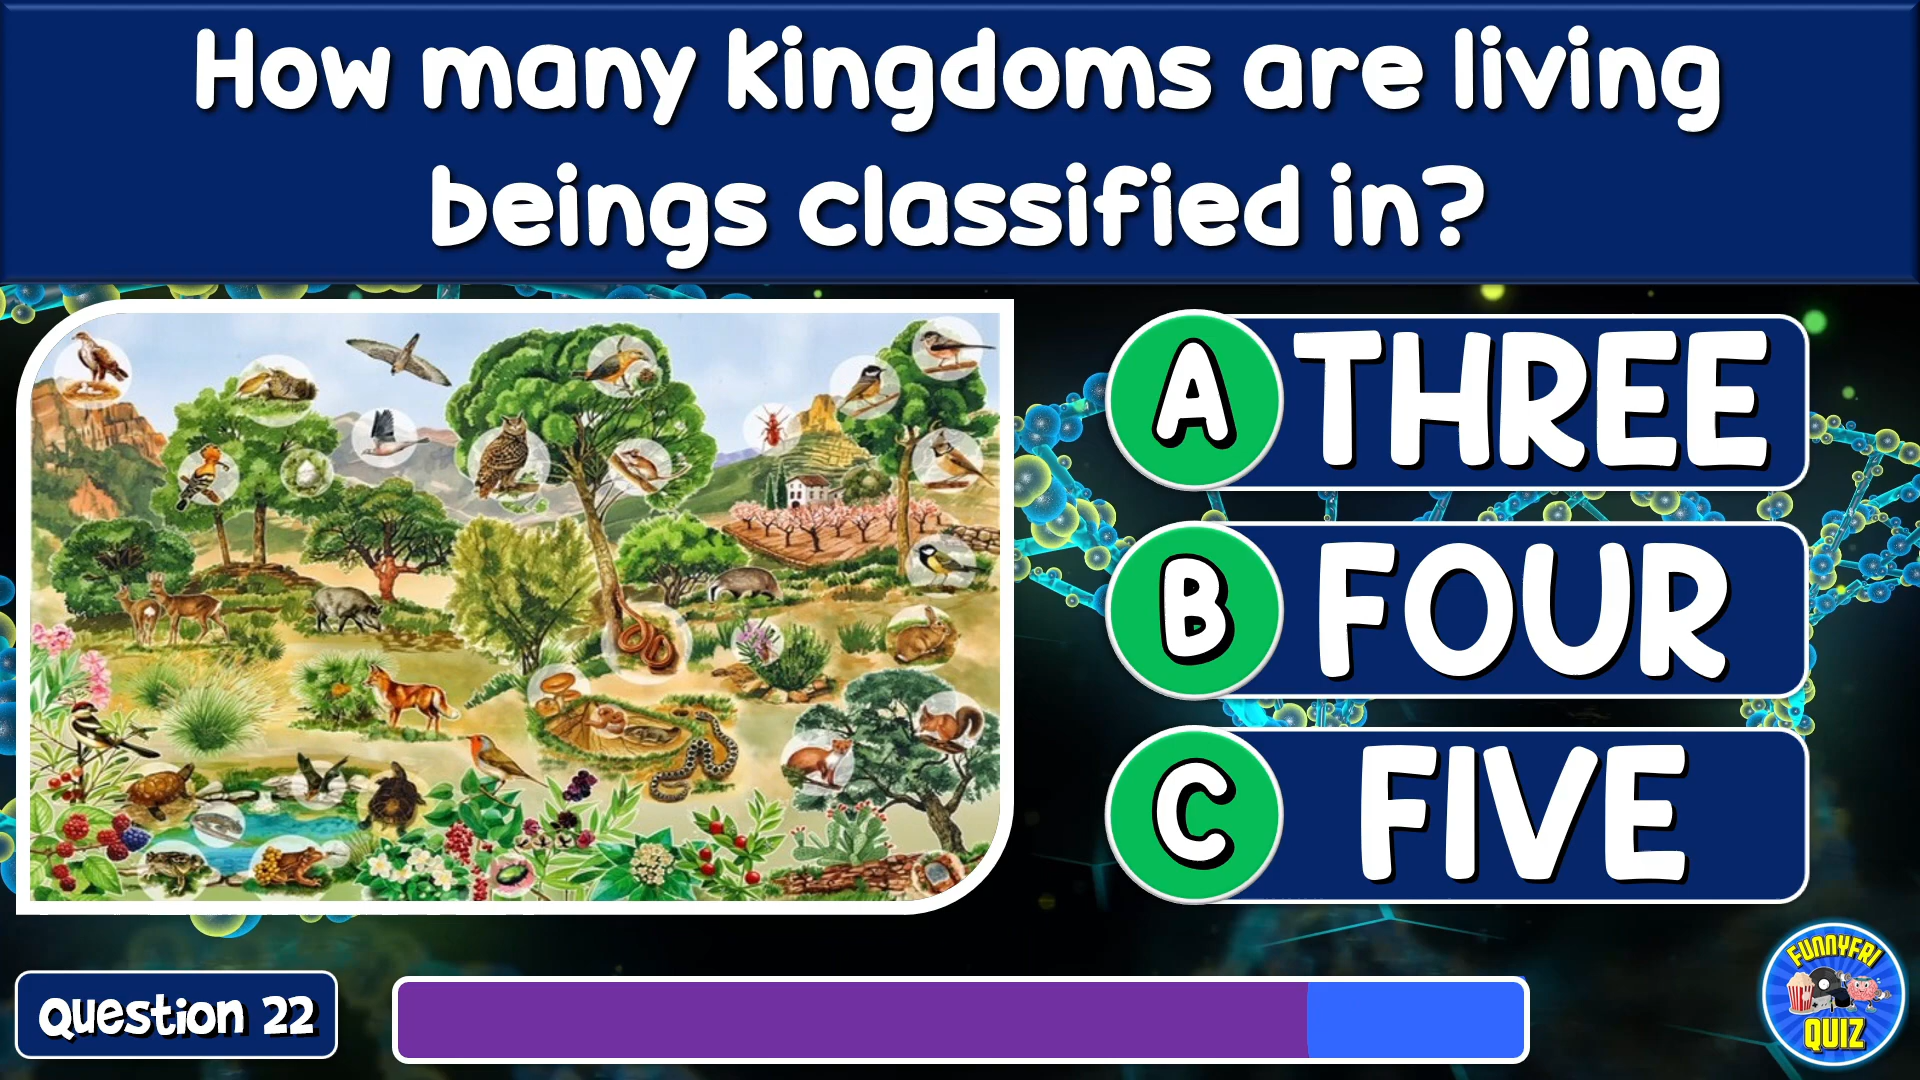 How many kingdoms are living
beings classified in?
A THREE
B FOUR
C FIVE
Question 22
FUNNYFRI
QUIZ